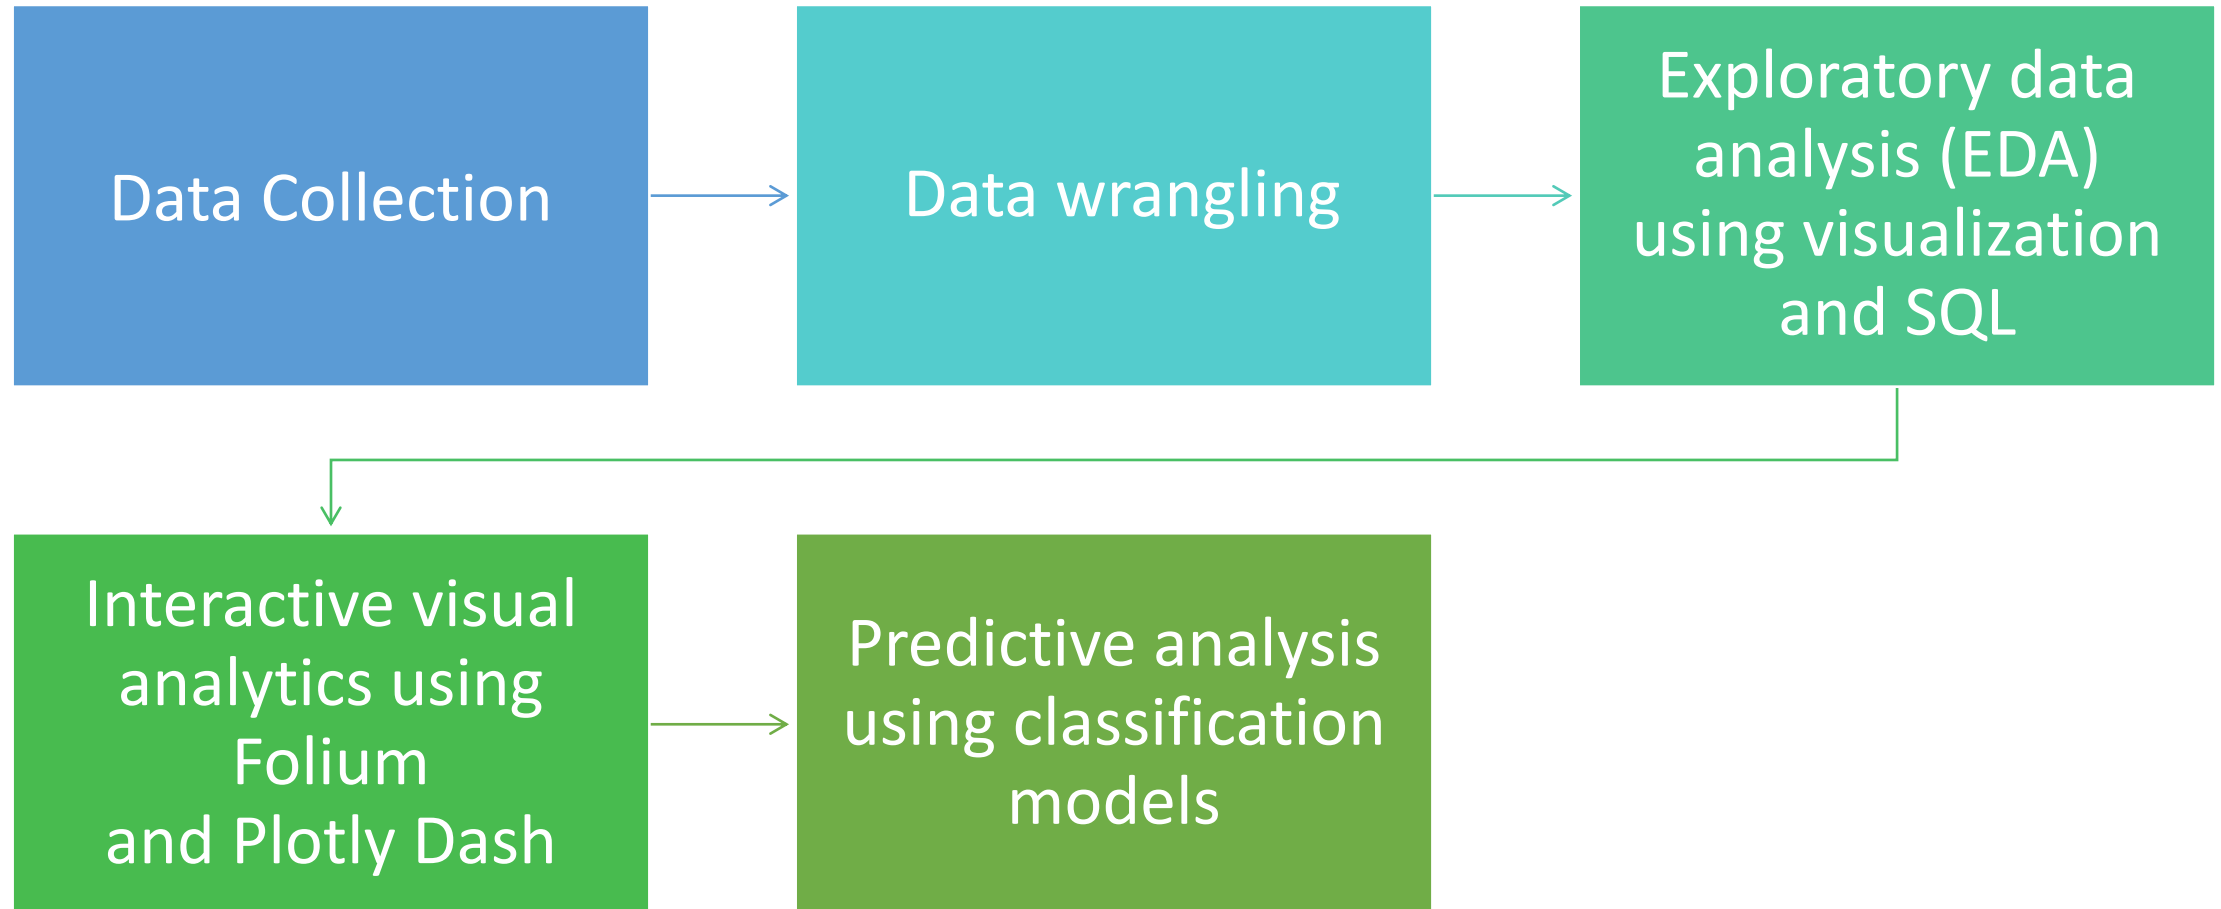 Data Collection
Data wrangling
Exploratory data
analysis (EDA)
using visualization
and SQL
Interactive visual
analytics using
Folium
and Plotly Dash
Predictive analysis
using classification
models